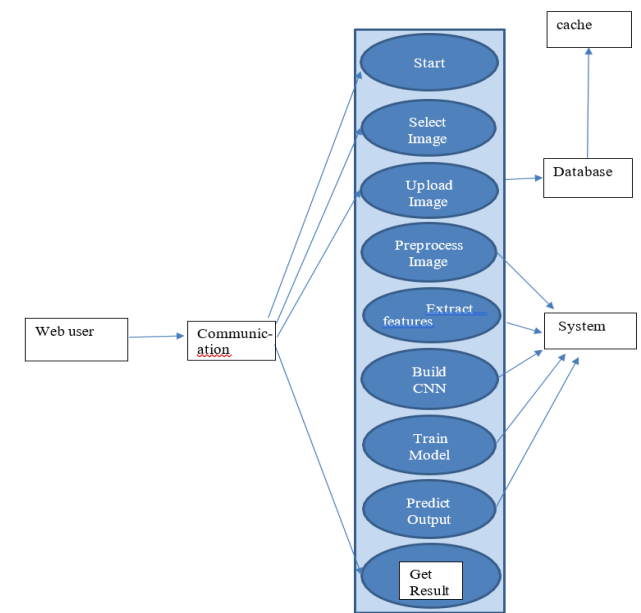 cache
Start
Select
Image
Upload
Image
Database
Preprocess
Image
Extract
features
System
Web user
Communic-
ation
Build
CNN
Train
Model
Predict
Output
Get
Result